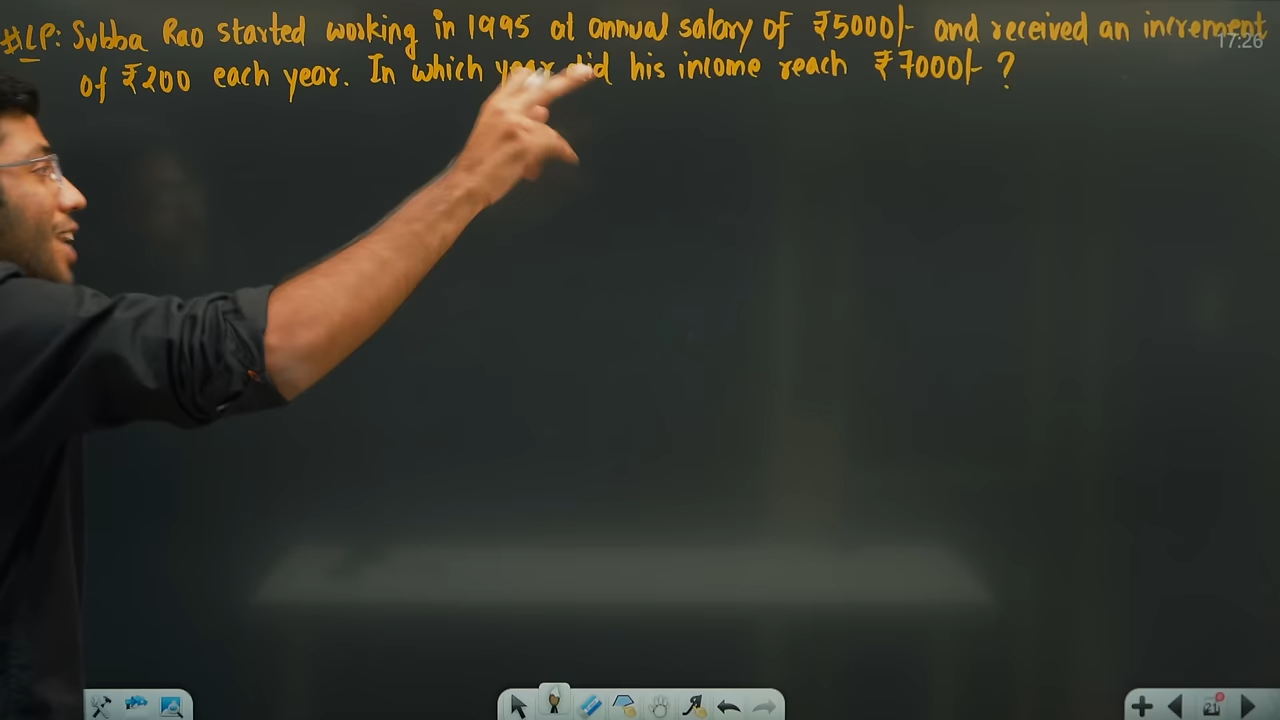 #LP: Subba Rao started working in 1995 at annual salary of ₹5000/- and received an increment
17:26
of ₹200 each year. In which year did his income reach ₹7000/- ?
21